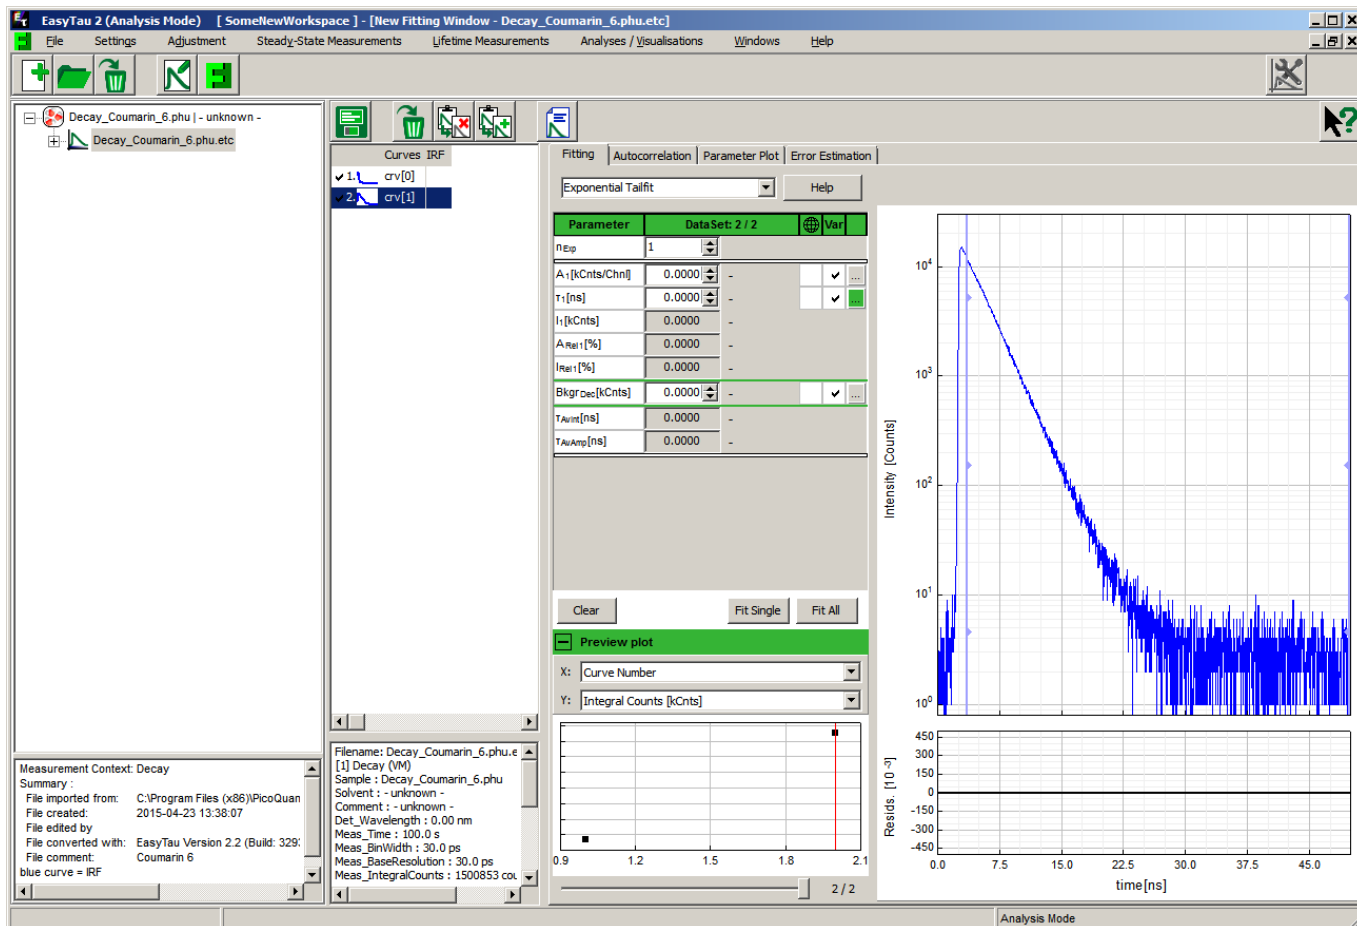 EasyTau 2 (Analysis Mode) [ SomeNewWorkspace ] - [New Fitting Window - Decay_Coumarin_6.phu.etc]
File Settings Adjustment Steady-State Measurements Lifetime Measurements Analyses / Visualisations Windows Help
Decay_Coumarin_6.phu | - unknown -
Decay_Coumarin_6.phu.etc
Curves IRF
1. crv[0]
2. crv[1]
Fitting Autocorrelation Parameter Plot Error Estimation
Exponential Tailfit Help
Parameter DataSet: 2 / 2 Var
nExp 1
A1[kCnts/Chnl] 0.0000 - ...
τ1[ns] 0.0000 - ...
I1[kCnts] 0.0000 -
ARel1[%] 0.0000 -
IRel1[%] 0.0000 -
BkgrDec[kCnts] 0.0000 - ...
τAvInt[ns] 0.0000 -
τAvAmp[ns] 0.0000 -
Clear Fit Single Fit All
Preview plot
X: Curve Number
Y: Integral Counts [kCnts]
0.9 1.2 1.5 1.8 2.1
2 / 2
Intensity [Counts]
10^4
10^3
10^2
10^1
10^0
Resids. [10^-3]
450
300
150
0
-150
-300
-450
0.0 7.5 15.0 22.5 30.0 37.5 45.0
time[ns]
Measurement Context: Decay
Summary :
File imported from: C:\Program Files (x86)\PicoQuan
File created: 2015-04-23 13:38:07
File edited by
File converted with: EasyTau Version 2.2 (Build: 329
File comment: Coumarin 6
blue curve = IRF
Filename: Decay_Coumarin_6.phu.e
[1] Decay (VM)
Sample : Decay_Coumarin_6.phu
Solvent : - unknown -
Comment : - unknown -
Det_Wavelength : 0.00 nm
Meas_Time : 100.0 s
Meas_BinWidth : 30.0 ps
Meas_BaseResolution : 30.0 ps
Meas_IntegralCounts : 1500853 cou
Analysis Mode